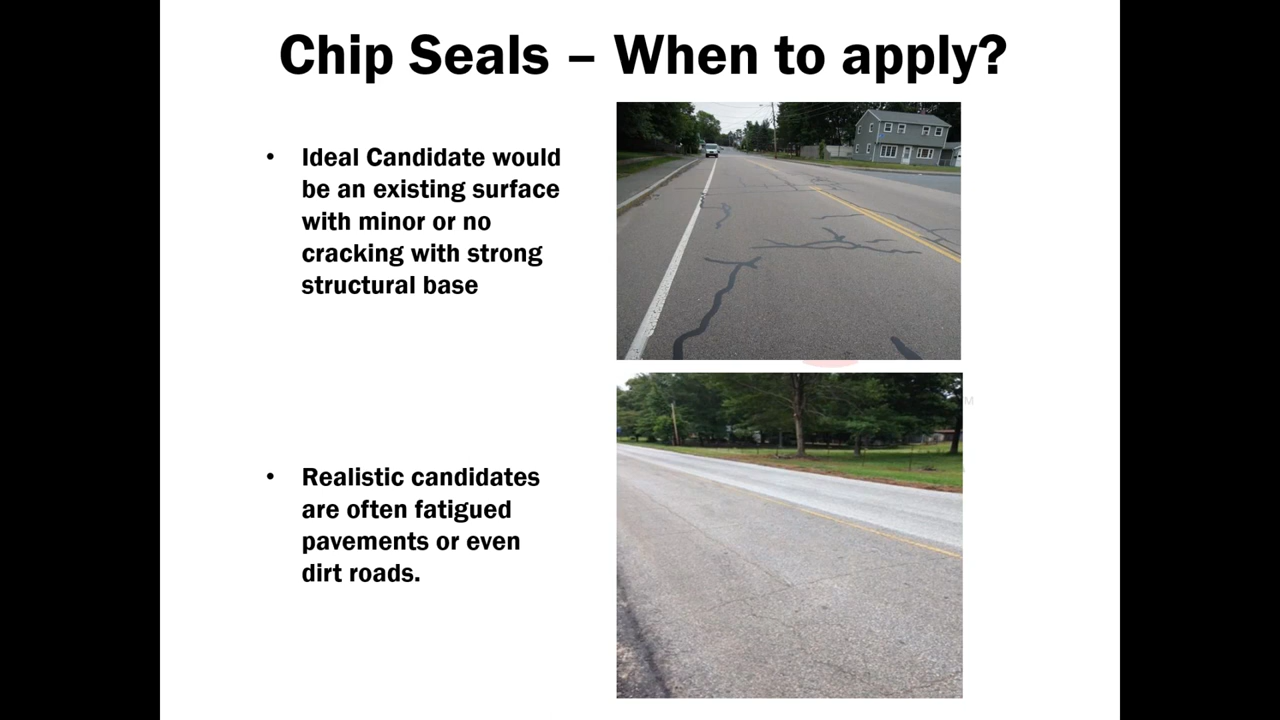 Chip Seals – When to apply?
• Ideal Candidate would
be an existing surface
with minor or no
cracking with strong
structural base
• Realistic candidates
are often fatigued
pavements or even
dirt roads.
M